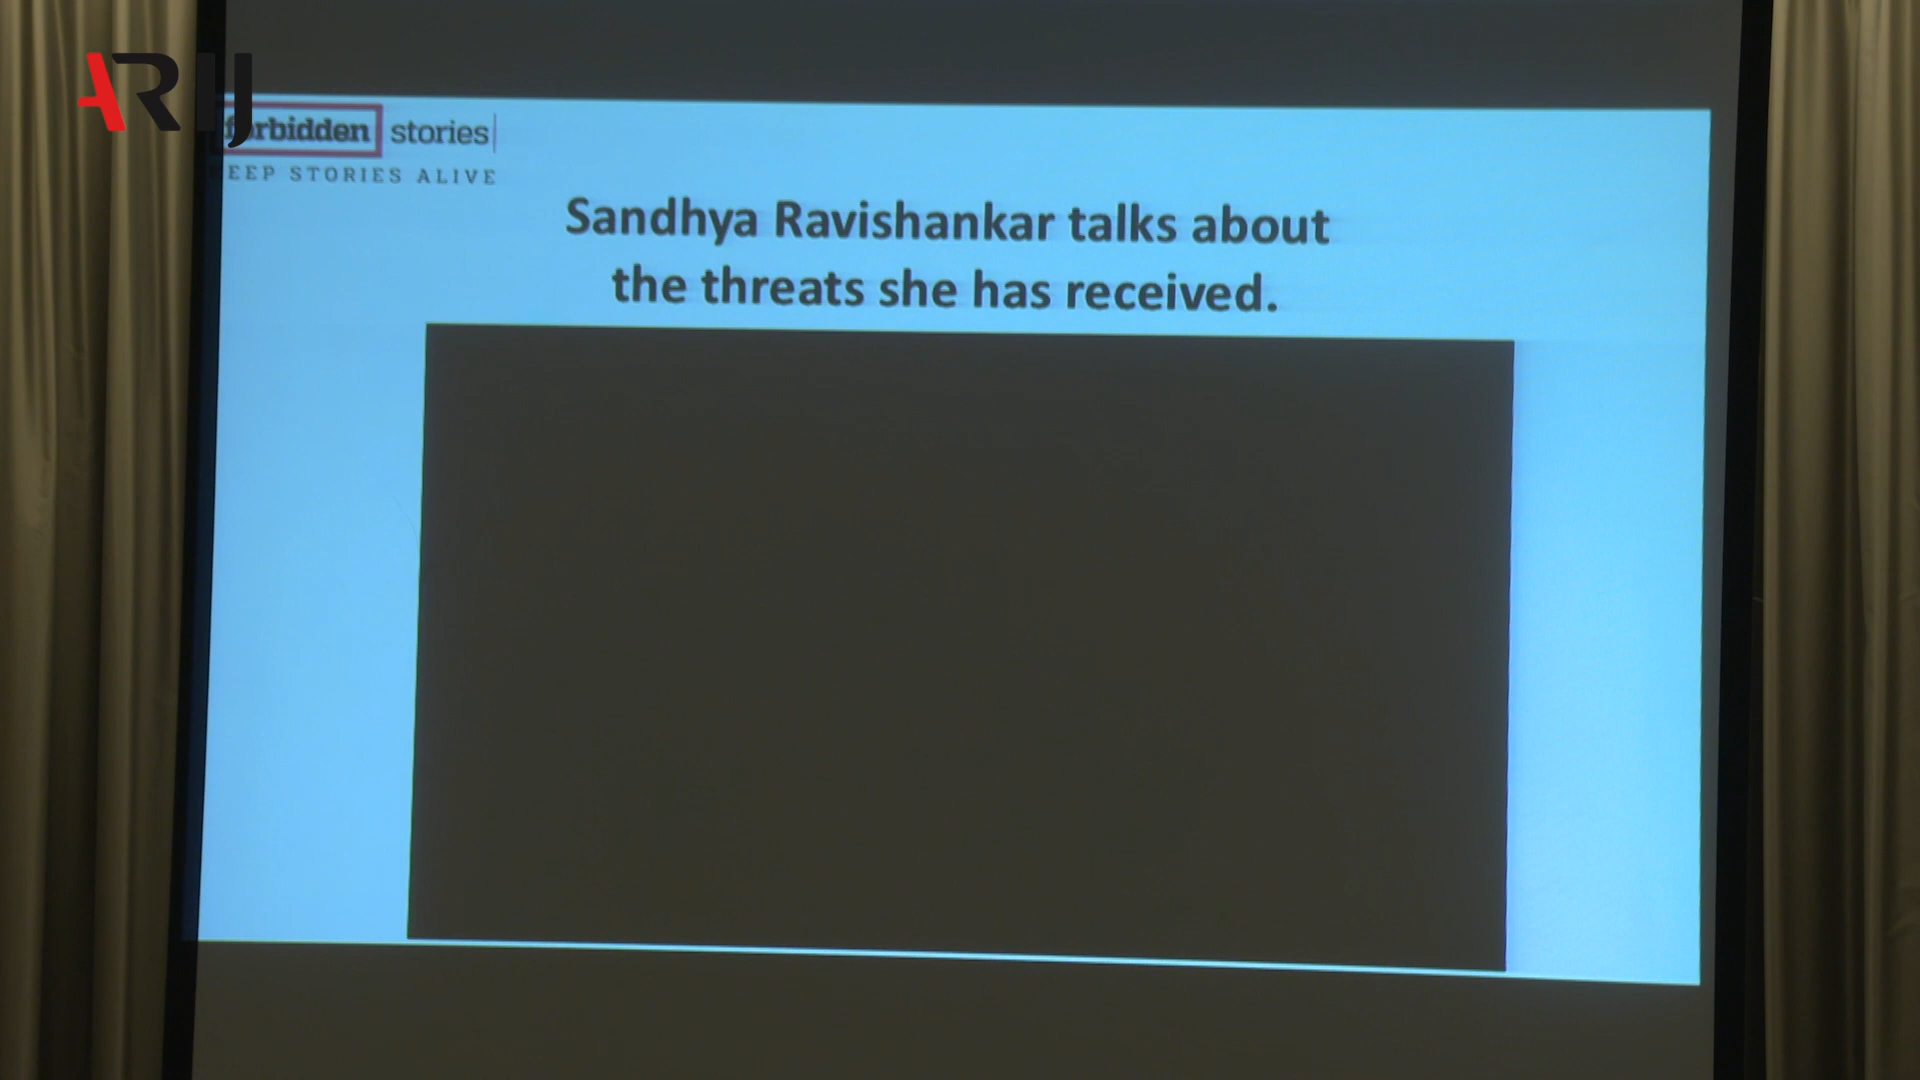 ARIJ
forbidden stories
EEP STORIES ALIVE
Sandhya Ravishankar talks about
the threats she has received.